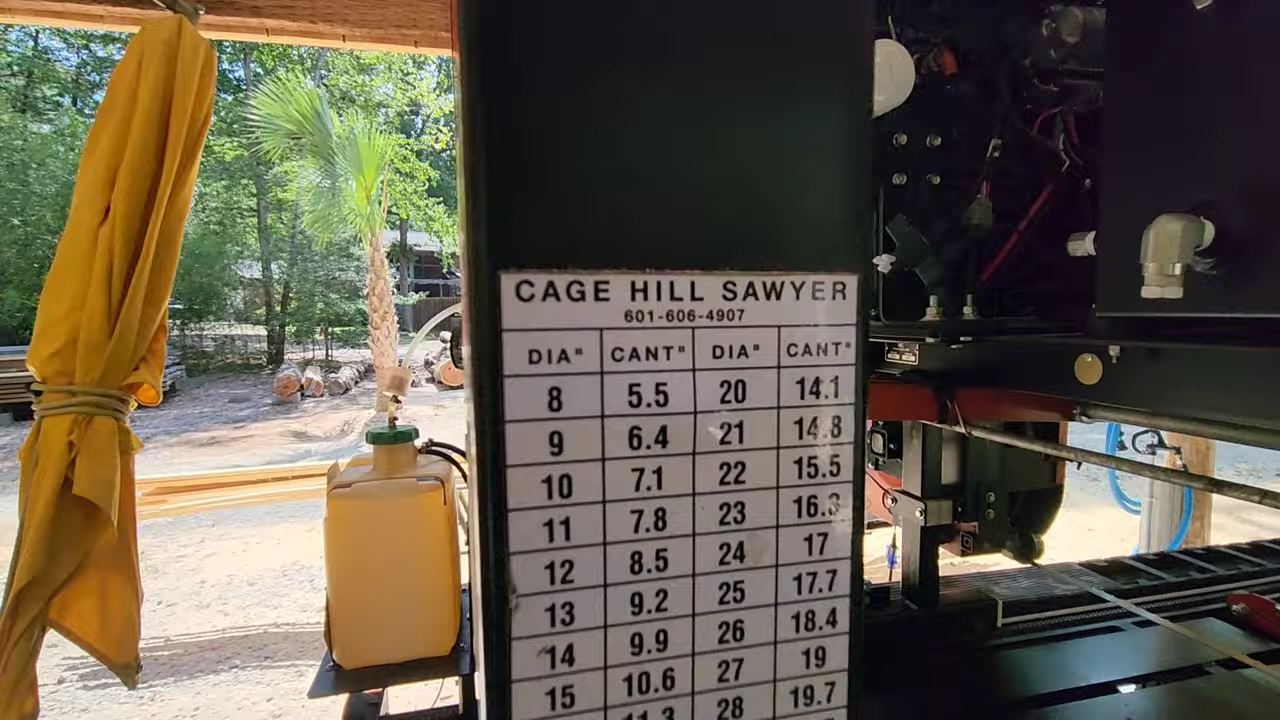 CAGE HILL SAWYER
601-606-4907
DIA" CANT" DIA" CANT"
8 5.5 20 14.1
9 6.4 21 14.8
10 7.1 22 15.5
11 7.8 23 16.3
12 8.5 24 17
13 9.2 25 17.7
14 9.9 26 18.4
15 10.6 27 19
11.3 28 19.7